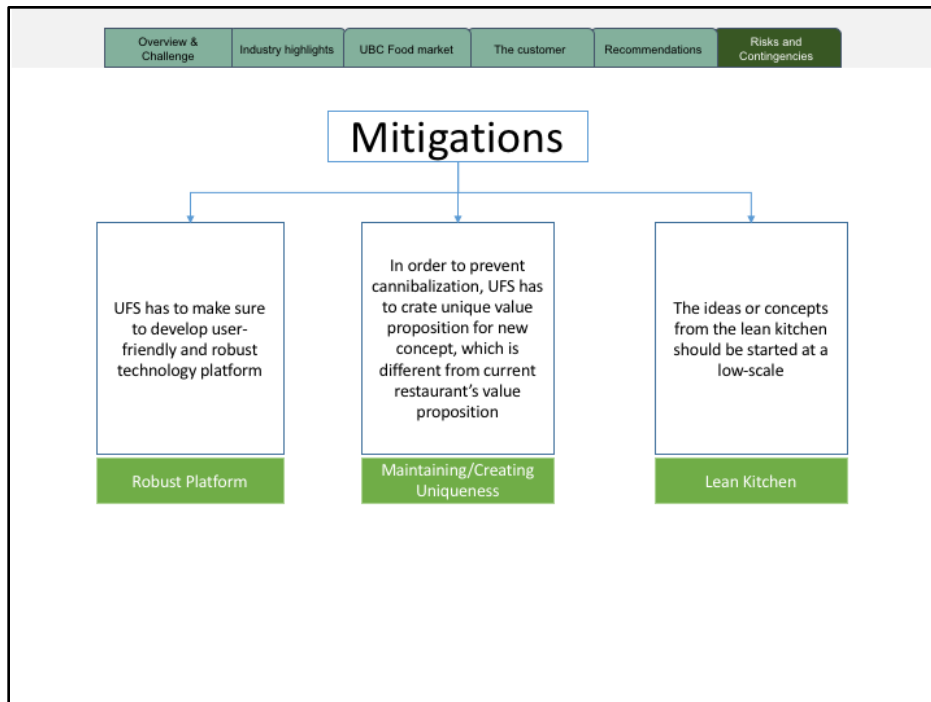 Overview &
Challenge
Industry highlights
UBC Food market
The customer
Recommendations
Risks and
Contingencies
Mitigations
UFS has to make sure
to develop user-
friendly and robust
technology platform
Robust Platform
In order to prevent
cannibalization, UFS has
to crate unique value
proposition for new
concept, which is
different from current
restaurant’s value
proposition
Maintaining/Creating
Uniqueness
The ideas or concepts
from the lean kitchen
should be started at a
low-scale
Lean Kitchen